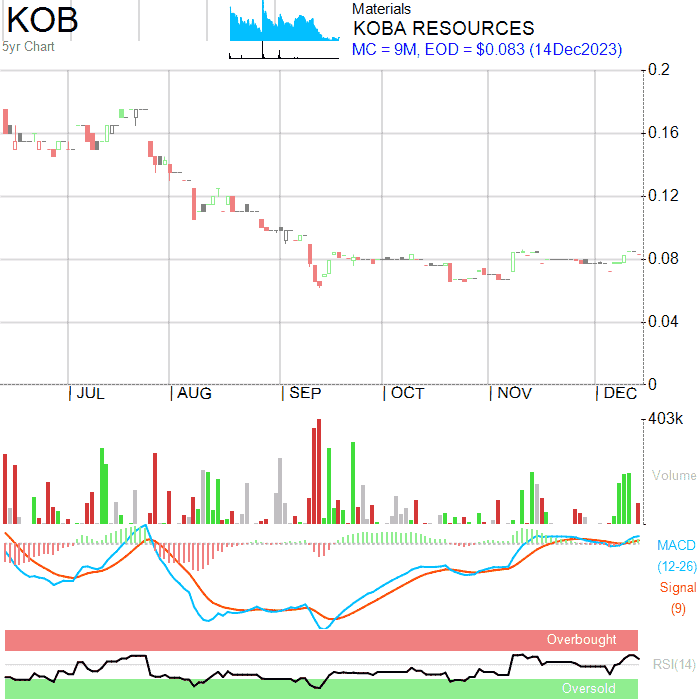 KOB
5yr Chart
Materials
KOBA RESOURCES
MC = 9M, EOD = $0.083 (14Dec2023)
0.2
0.16
0.12
0.08
0.04
0
JUL
AUG
SEP
OCT
NOV
DEC
403k
Volume
MACD
(12-26)
Signal
(9)
Overbought
RSI(14)
Oversold